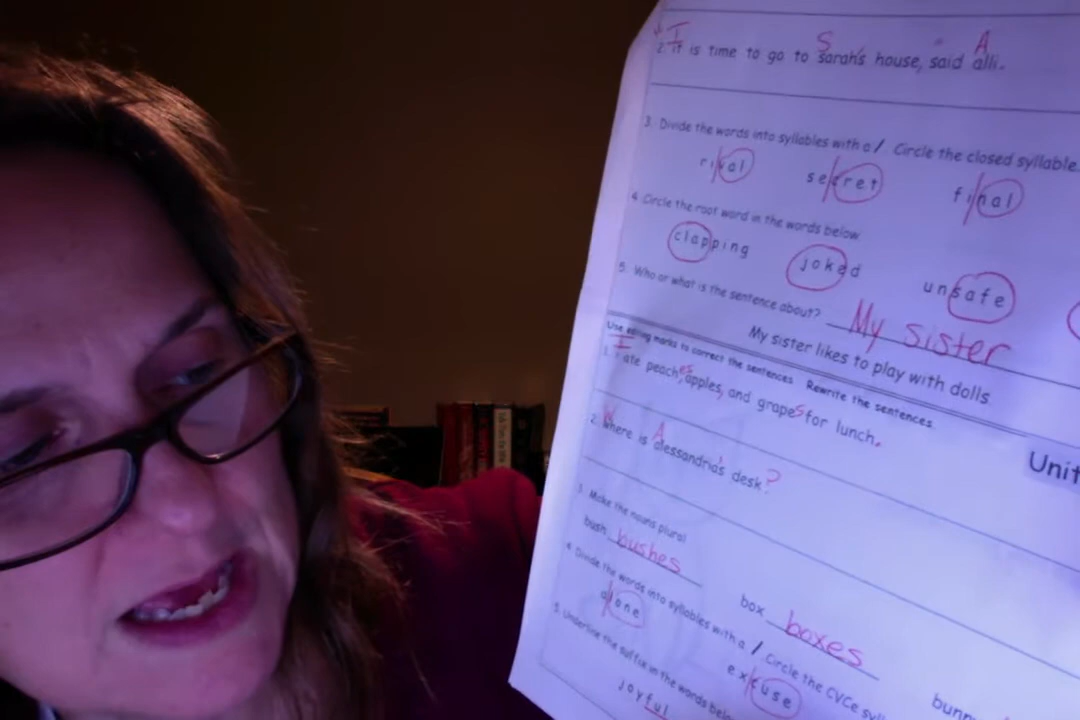 I S A
2. it is time to go to sarah's house, said alli.
3. Divide the words into syllables with a /. Circle the closed syllable.
ri/val se/cret fi/nal
4. Circle the root word in the words below.
clapping joked unsafe
5. Who or what is the sentence about? My sister
My sister likes to play with dolls.
Use editing marks to correct the sentences. Rewrite the sentences.
Unit
1. I ate peaches, apples, and grapes for lunch.
W A
2. where is alessandria's desk?
3. Make the nouns plural
bush bushes box boxes bunn
4. Divide the words into syllables with a /. Circle the CVCe syll
a/lone ex/cuse
5. Underline the suffix in the words below
joyful